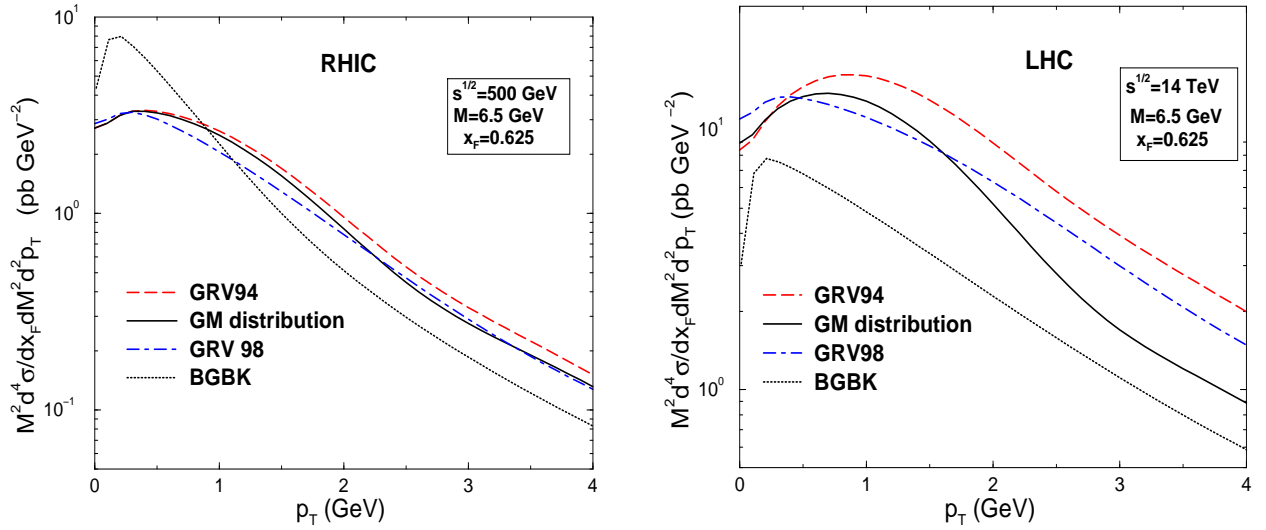 10^1
10^0
10^-1
M^2d^4σ/dx_FdM^2d^2p_T (pb GeV^-2)
RHIC
s^1/2=500 GeV
M=6.5 GeV
x_F=0.625
GRV94
GM distribution
GRV 98
BGBK
0 1 2 3 4
p_T (GeV)
10^1
10^0
M^2d^4σ/dx_FdM^2d^2p_T (pb GeV^-2)
LHC
s^1/2=14 TeV
M=6.5 GeV
x_F=0.625
GRV94
GM distribution
GRV98
BGBK
0 1 2 3 4
p_T (GeV)